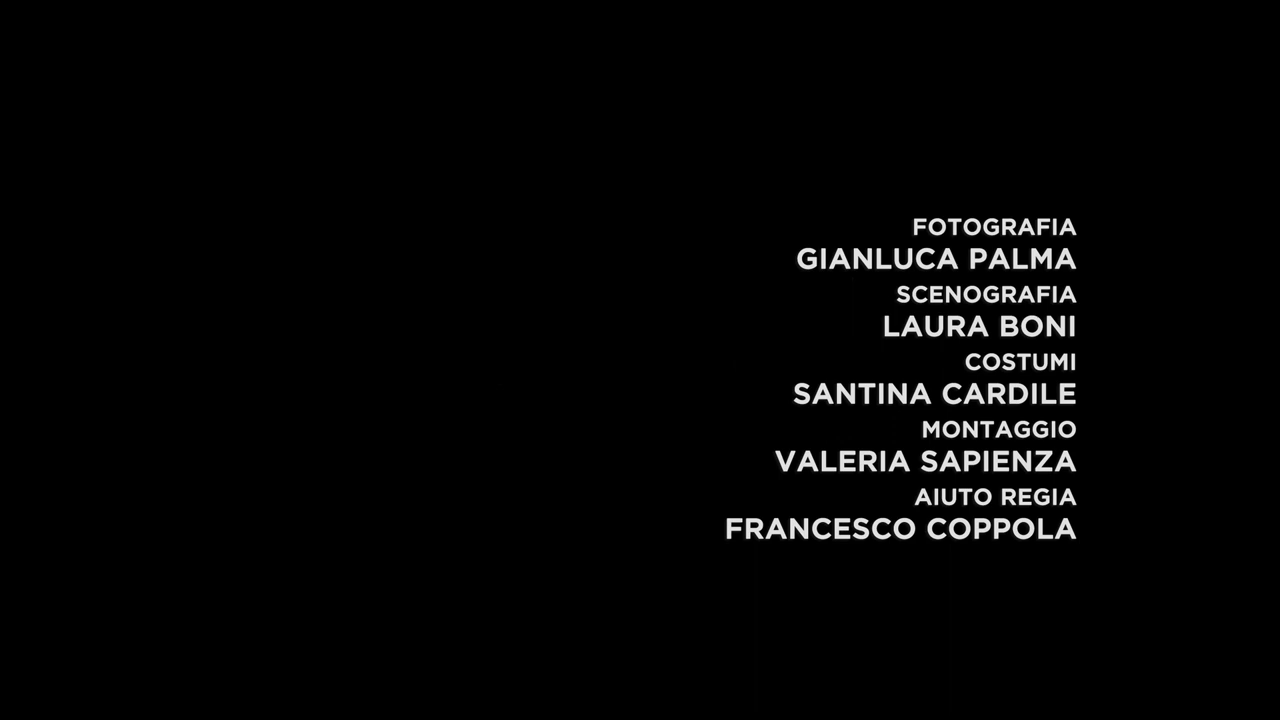 FOTOGRAFIA
GIANLUCA PALMA
SCENOGRAFIA
LAURA BONI
COSTUMI
SANTINA CARDILE
MONTAGGIO
VALERIA SAPIENZA
AIUTO REGIA
FRANCESCO COPPOLA